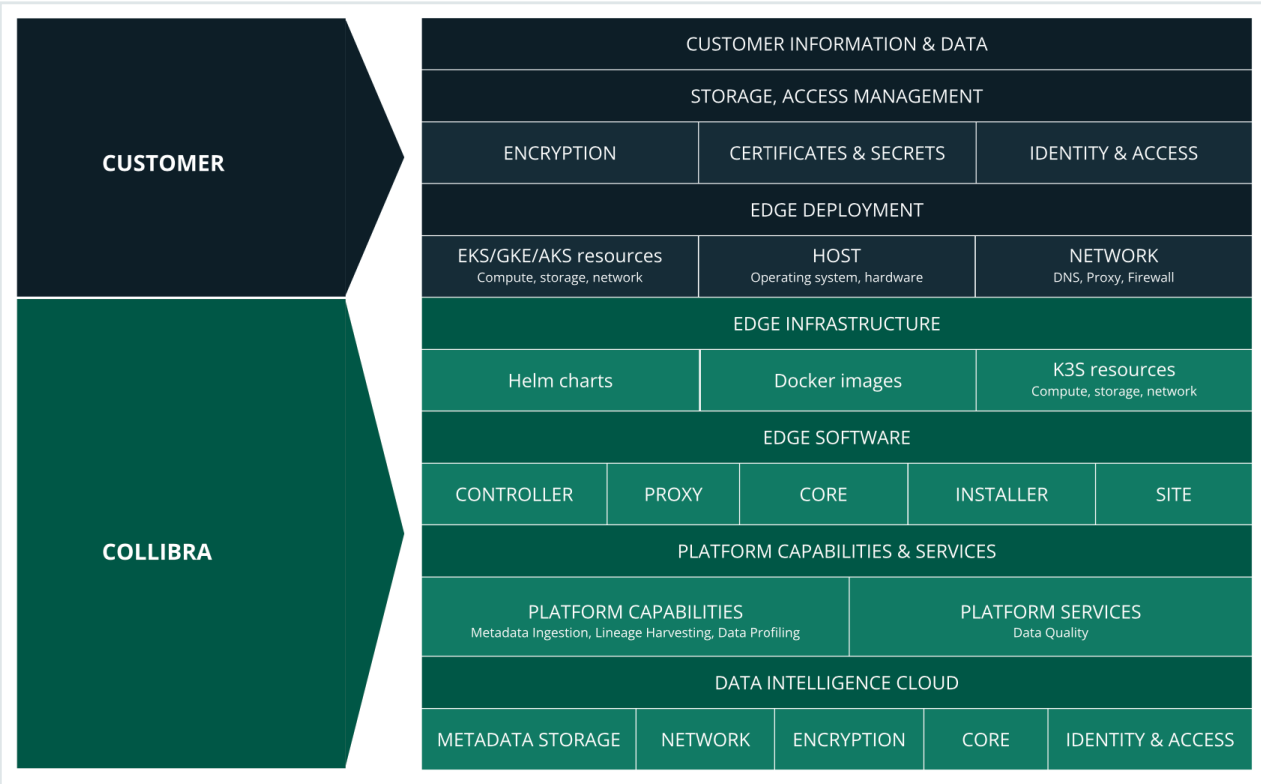 CUSTOMER
CUSTOMER INFORMATION & DATA
STORAGE, ACCESS MANAGEMENT
ENCRYPTION
CERTIFICATES & SECRETS
IDENTITY & ACCESS
EDGE DEPLOYMENT
EKS/GKE/AKS resources
Compute, storage, network
HOST
Operating system, hardware
NETWORK
DNS, Proxy, Firewall
COLLIBRA
EDGE INFRASTRUCTURE
Helm charts
Docker images
K3S resources
Compute, storage, network
EDGE SOFTWARE
CONTROLLER
PROXY
CORE
INSTALLER
SITE
PLATFORM CAPABILITIES & SERVICES
PLATFORM CAPABILITIES
Metadata Ingestion, Lineage Harvesting, Data Profiling
PLATFORM SERVICES
Data Quality
DATA INTELLIGENCE CLOUD
METADATA STORAGE
NETWORK
ENCRYPTION
CORE
IDENTITY & ACCESS